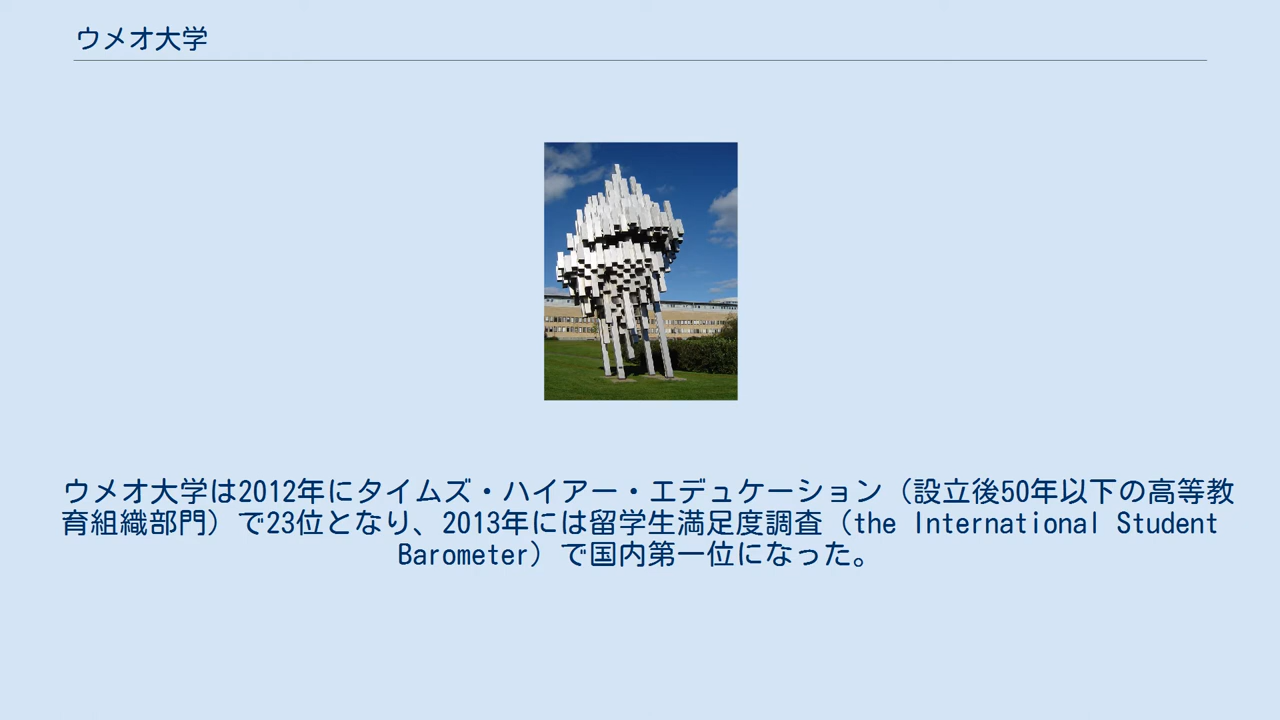 ウメオ大学
ウメオ大学は2012年にタイムズ・ハイアー・エデュケーション（設立後50年以下の高等教
育組織部門）で23位となり、2013年には留学生満足度調査（the International Student
Barometer）で国内第一位になった。